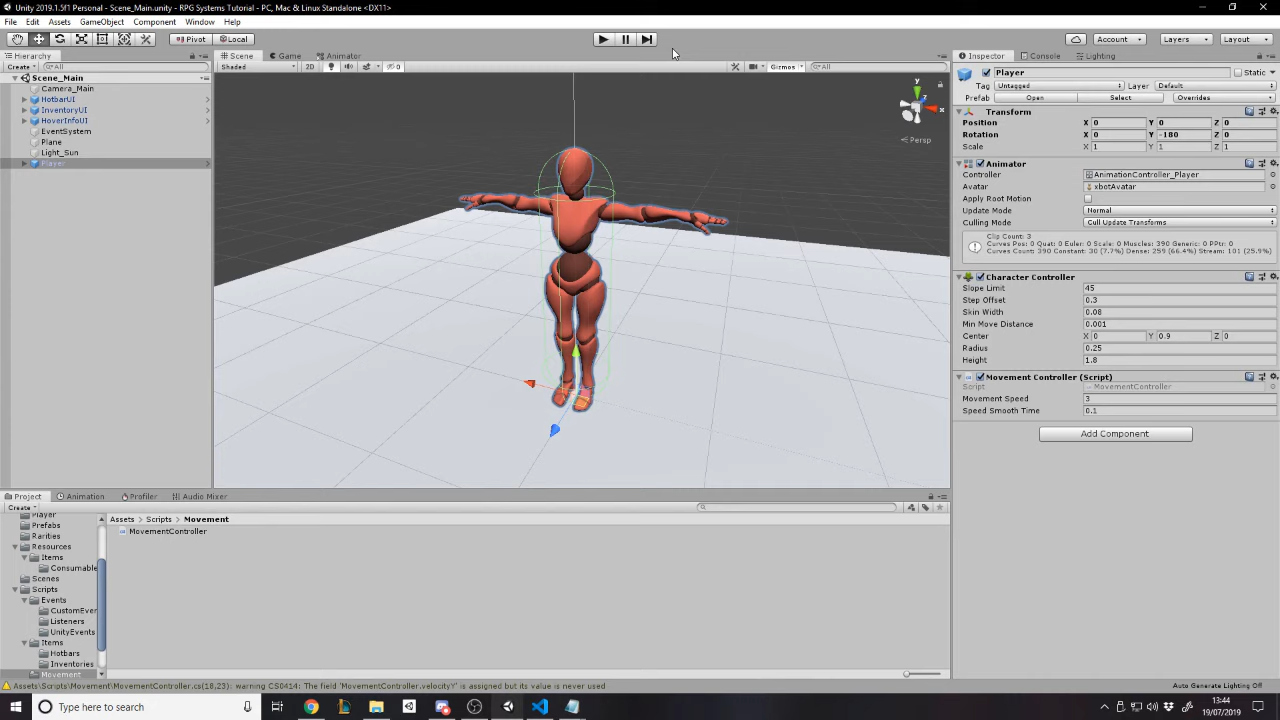 Unity 2019.1.5f1 Personal - Scene_Main.unity - RPG Systems Tutorial - PC, Mac & Linux Standalone <DX11>
File Edit Assets GameObject Component Window Help
Pivot Local Account Layers Layout
Hierarchy Scene Game Animator Inspector Console Lighting
Create All Shaded 2D 0 Gizmos All
Player Static
Tag Untagged Layer Default
Prefab Open Select Overrides
Scene_Main
Camera_Main
HotbarUI
InventoryUI
HoverInfoUI
EventSystem
Plane
Light_Sun
Player
y
x
Persp
Transform
Position X 0 Y 0 Z 0
Rotation X 0 Y -180 Z 0
Scale X 1 Y 1 Z 1
Animator
Controller AnimationController_Player
Avatar xbotAvatar
Apply Root Motion
Update Mode Normal
Culling Mode Cull Update Transforms
Clip Count: 3
Curves Pos: 0 Quat: 0 Euler: 0 Scale: 0 Muscles: 390 Generic: 0 PPtr: 0
Curves Count: 390 Constant: 30 (7.7%) Dense: 259 (66.4%) Stream: 101 (25.9%)
Character Controller
Slope Limit 45
Step Offset 0.3
Skin Width 0.08
Min Move Distance 0.001
Center X 0 Y 0.9 Z 0
Radius 0.25
Height 1.8
Movement Controller (Script)
Script MovementController
Movement Speed 3
Speed Smooth Time 0.1
Add Component
Project Animation Profiler Audio Mixer
Create
Player
Prefabs
Rarities
Resources
Items
Consumable
Scenes
Scripts
Events
CustomEver
Listeners
UnityEvents
Items
Hotbars
Inventories
Movement
Assets Scripts Movement
MovementController
Assets\Scripts\Movement\MovementController.cs(18,23): warning CS0414: The field 'MovementController.velocityY' is assigned but its value is never used
Auto Generate Lighting Off
Type here to search
13:44
19/07/2019